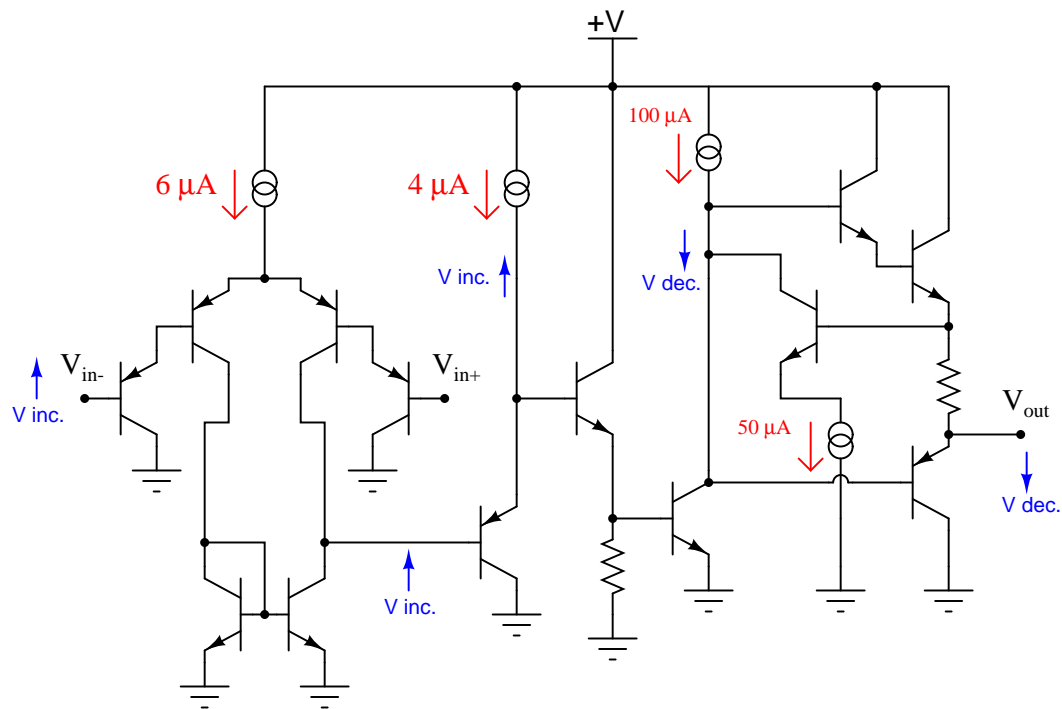 +V
100 µA
6 µA
4 µA
V inc.
V dec.
Vin-
Vin+
V inc.
Vout
50 µA
V dec.
V inc.